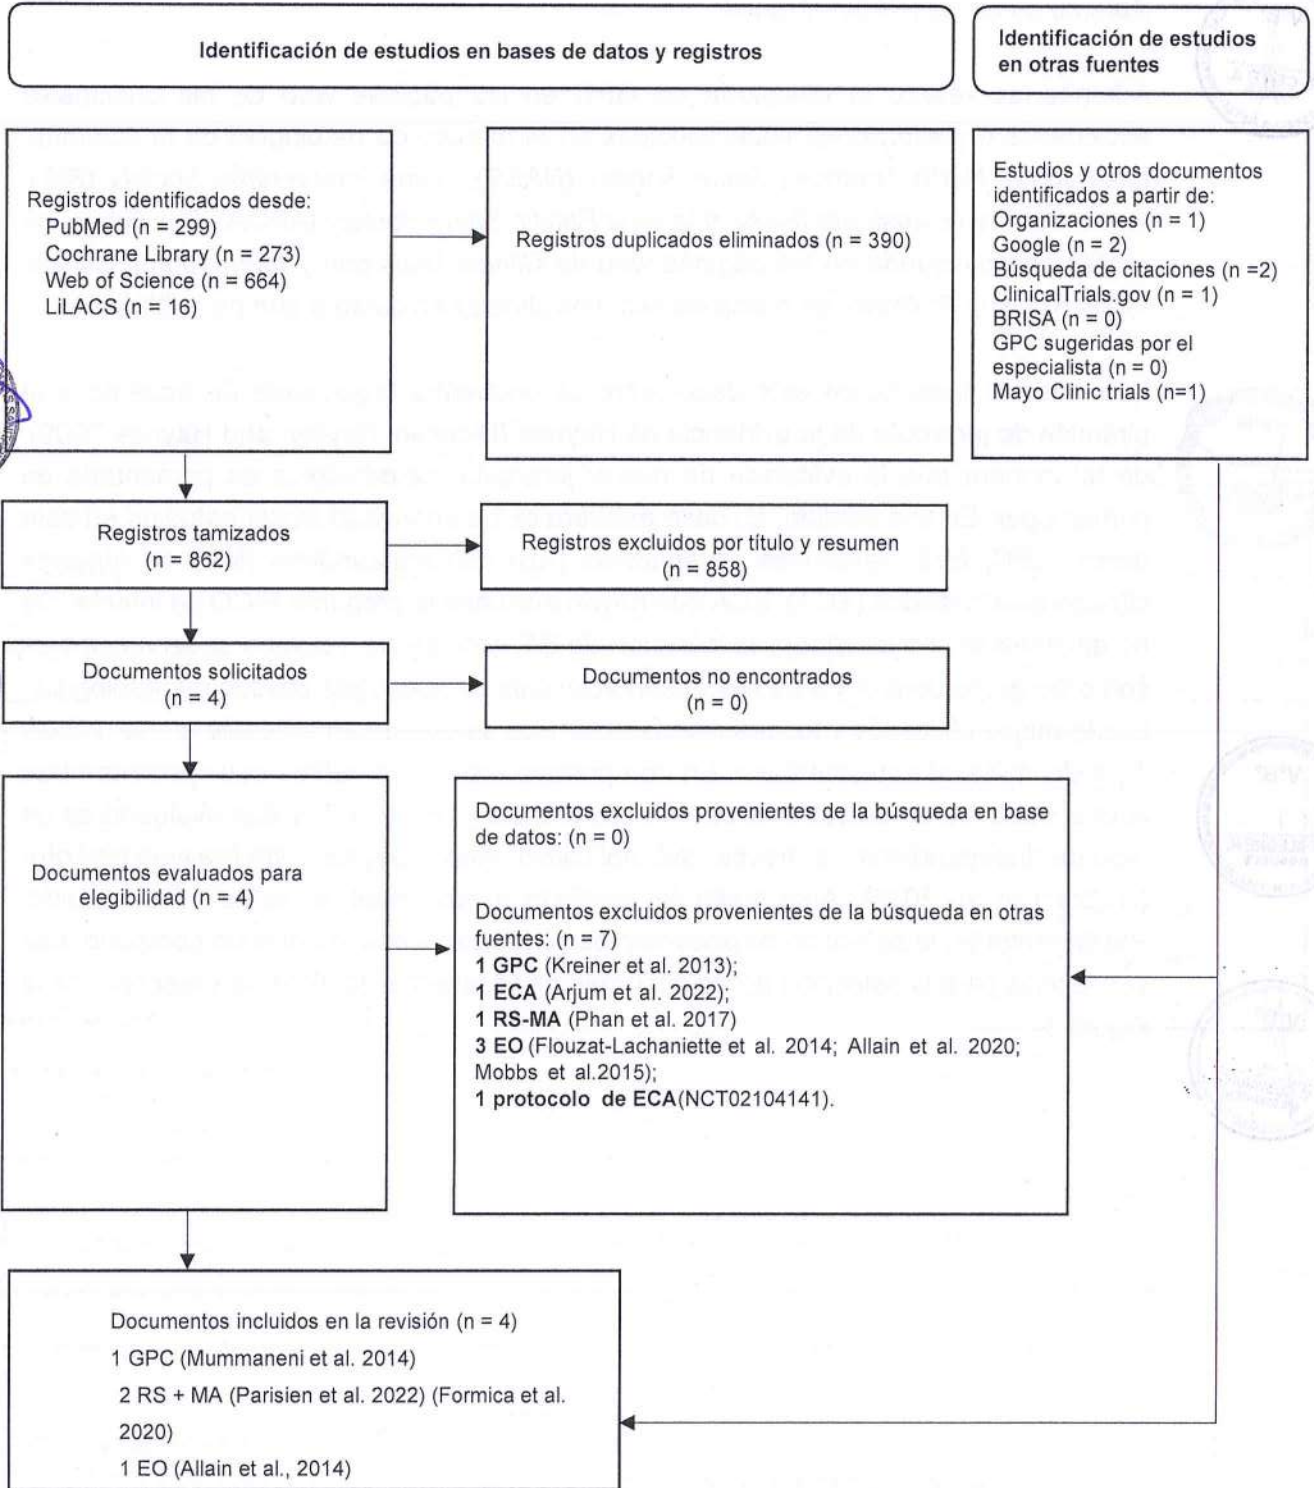 Identificación de estudios en bases de datos y registros
Identificación de estudios
en otras fuentes
Registros identificados desde:
PubMed (n = 299)
Cochrane Library (n = 273)
Web of Science (n = 664)
LiLACS (n = 16)
Registros duplicados eliminados (n = 390)
Estudios y otros documentos
identificados a partir de:
Organizaciones (n = 1)
Google (n = 2)
Búsqueda de citaciones (n =2)
ClinicalTrials.gov (n = 1)
BRISA (n = 0)
GPC sugeridas por el
especialista (n = 0)
Mayo Clinic trials (n=1)
Registros tamizados
(n = 862)
Registros excluidos por título y resumen
(n = 858)
Documentos solicitados
(n = 4)
Documentos no encontrados
(n = 0)
Documentos evaluados para
elegibilidad (n = 4)
Documentos excluidos provenientes de la búsqueda en base
de datos: (n = 0)
Documentos excluidos provenientes de la búsqueda en otras
fuentes: (n = 7)
1 GPC (Kreiner et al. 2013);
1 ECA (Arjum et al. 2022);
1 RS-MA (Phan et al. 2017)
3 EO (Flouzat-Lachaniette et al. 2014; Allain et al. 2020;
Mobbs et al.2015);
1 protocolo de ECA(NCT02104141).
Documentos incluidos en la revisión (n = 4)
1 GPC (Mummaneni et al. 2014)
2 RS + MA (Parisien et al. 2022) (Formica et al.
2020)
1 EO (Allain et al., 2014)